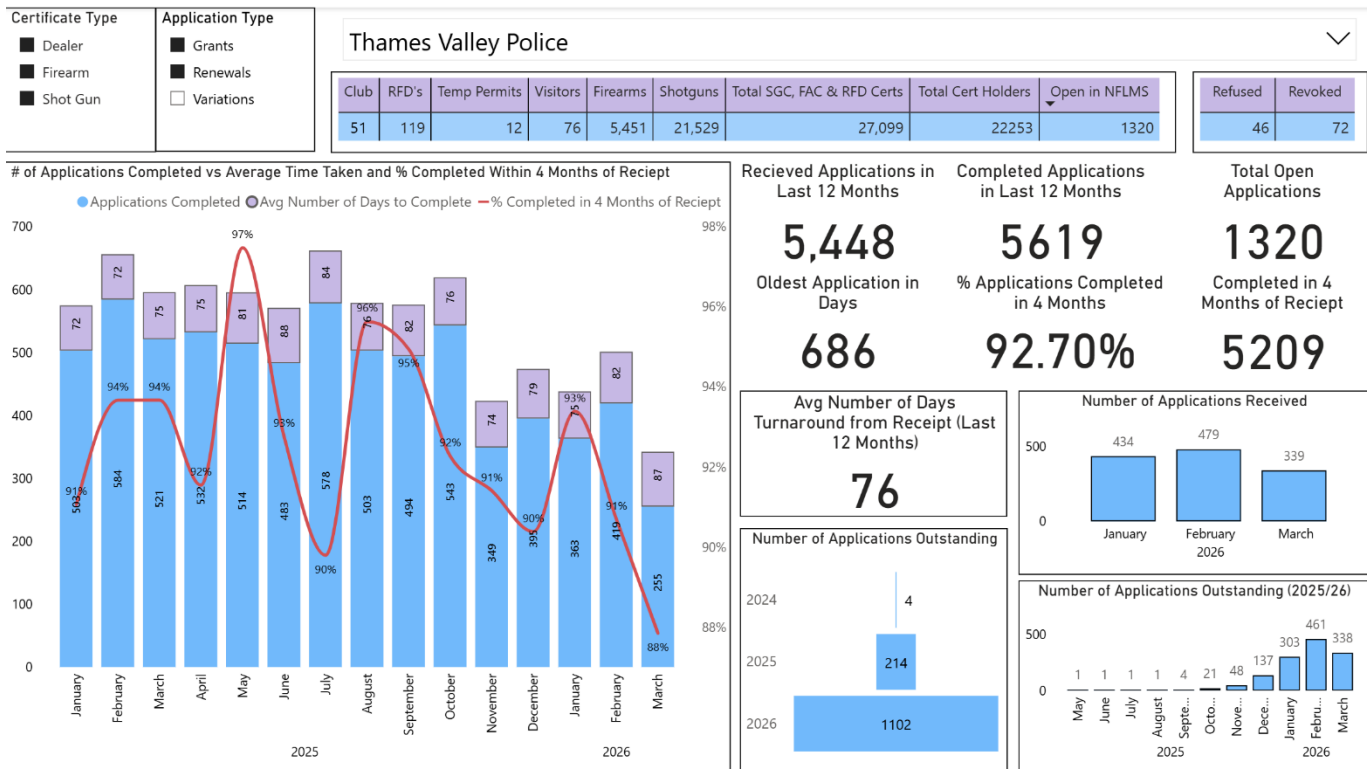 Certificate Type
Dealer
Firearm
Shot Gun
Application Type
Grants
Renewals
Variations
Thames Valley Police
Club RFD's Temp Permits Visitors Firearms Shotguns Total SGC, FAC & RFD Certs Total Cert Holders Open in NFLMS
51 119 12 76 5,451 21,529 27,099 22253 1320
Refused Revoked
46 72
# of Applications Completed vs Average Time Taken and % Completed Within 4 Months of Reciept
Applications Completed Avg Number of Days to Complete % Completed in 4 Months of Reciept
700
600
500
400
300
200
100
0
98%
96%
94%
92%
90%
88%
72 72 75 75 81 88 84 76 82 76 74 79 75 82 87
91% 94% 94% 92% 97% 93% 90% 96% 95% 92% 91% 90% 93% 91% 88%
503 584 521 532 514 483 578 503 494 543 349 395 363 419 255
January February March April May June July August September October November December January February March
2025 2026
Recieved Applications in
Last 12 Months
5,448
Completed Applications
in Last 12 Months
5619
Total Open
Applications
1320
Oldest Application in
Days
686
% Applications Completed
in 4 Months
92.70%
Completed in 4
Months of Reciept
5209
Avg Number of Days
Turnaround from Receipt (Last
12 Months)
76
Number of Applications Received
500
0
434 479 339
January February March
2026
Number of Applications Outstanding
2024 4
2025 214
2026 1102
Number of Applications Outstanding (2025/26)
500
0
1 1 1 1 4 21 48 137 303 461 338
May June July August Septe... Octo... Nove... Dece... January Febru... March
2025 2026